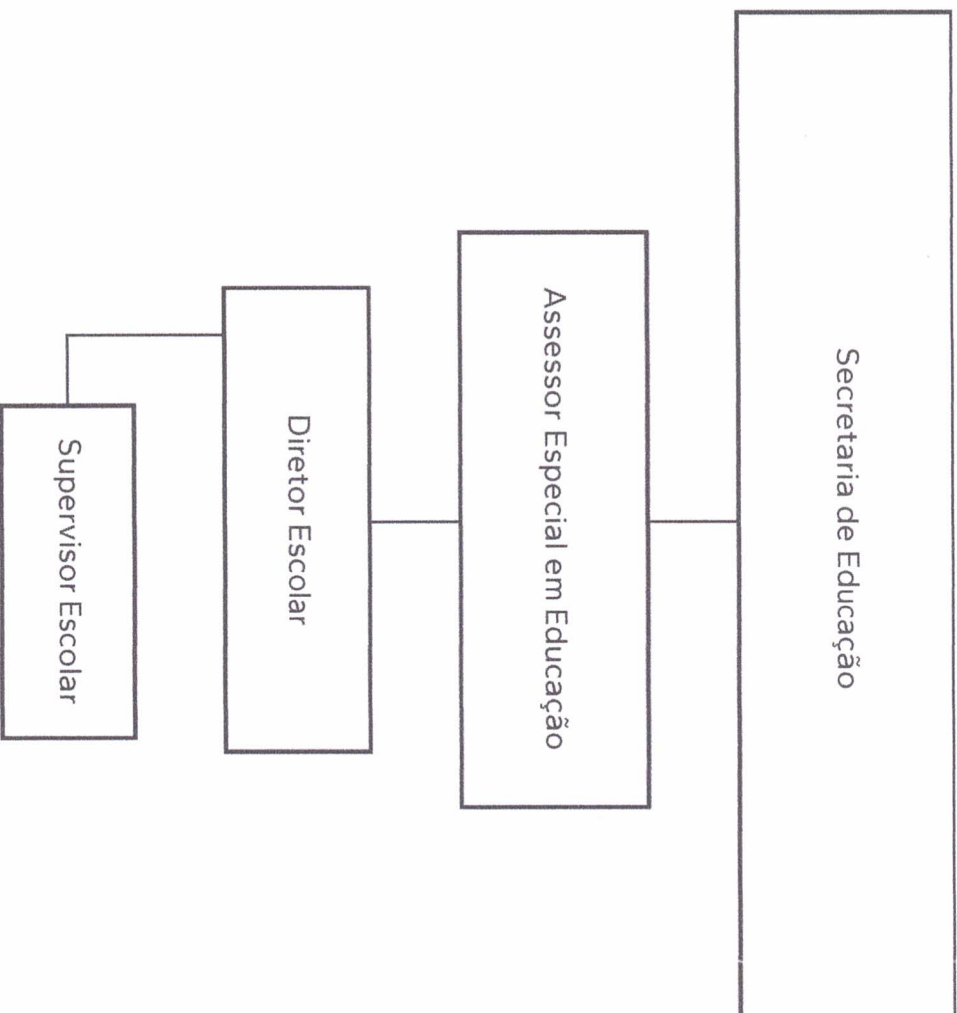 Secretaria de Educação
Assessor Especial em Educação
Diretor Escolar
Supervisor Escolar